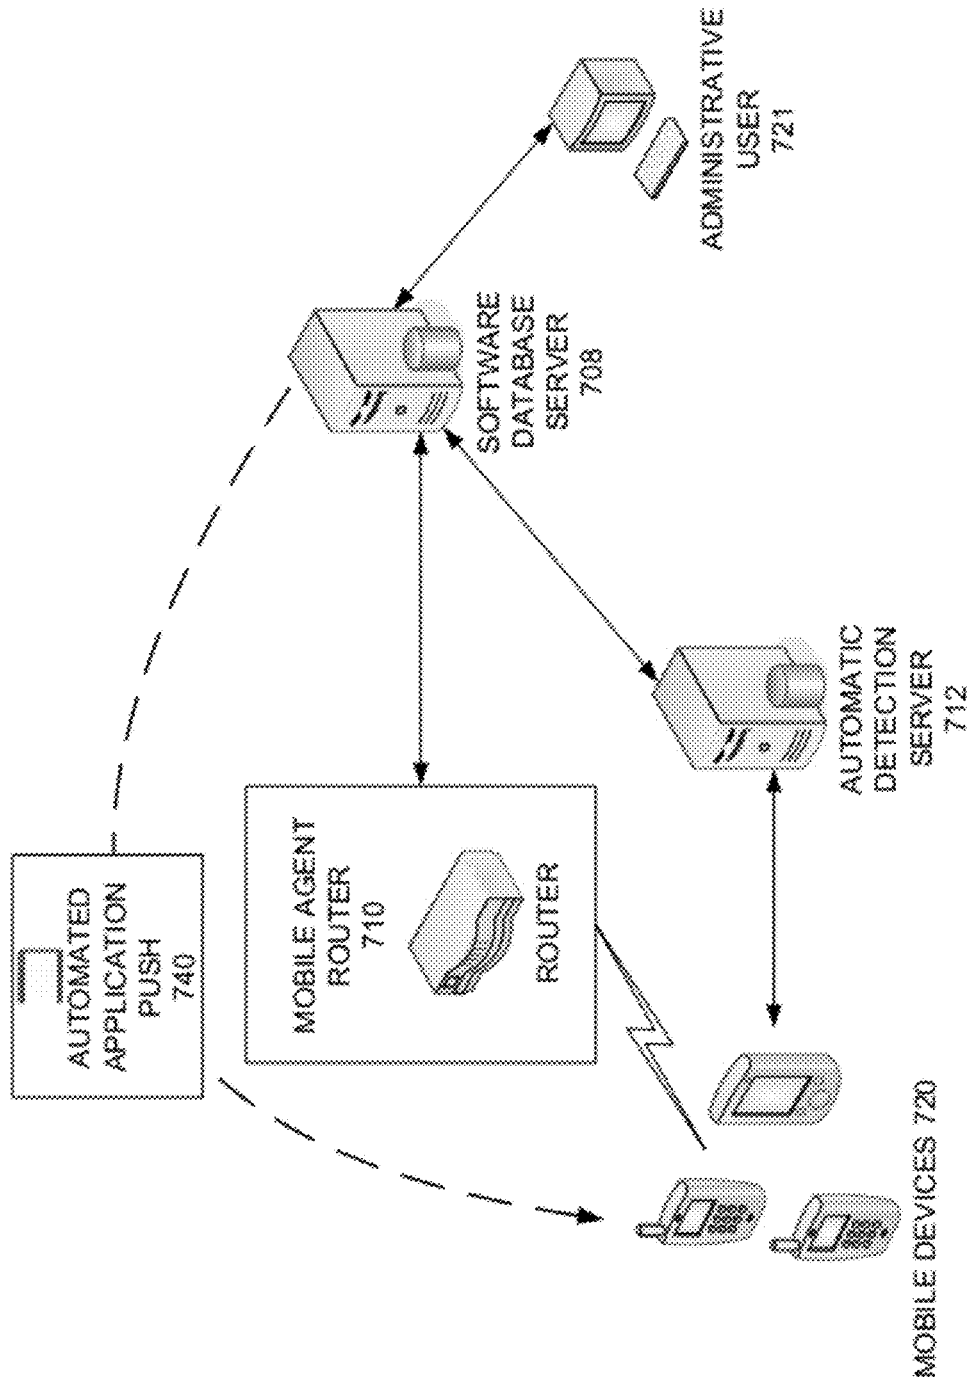 AUTOMATED
APPLICATION
PUSH
740
MOBILE AGENT
ROUTER
710
ROUTER
SOFTWARE
DATABASE
SERVER
708
ADMINISTRATIVE
USER
721
AUTOMATIC
DETECTION
SERVER
712
MOBILE DEVICES 720